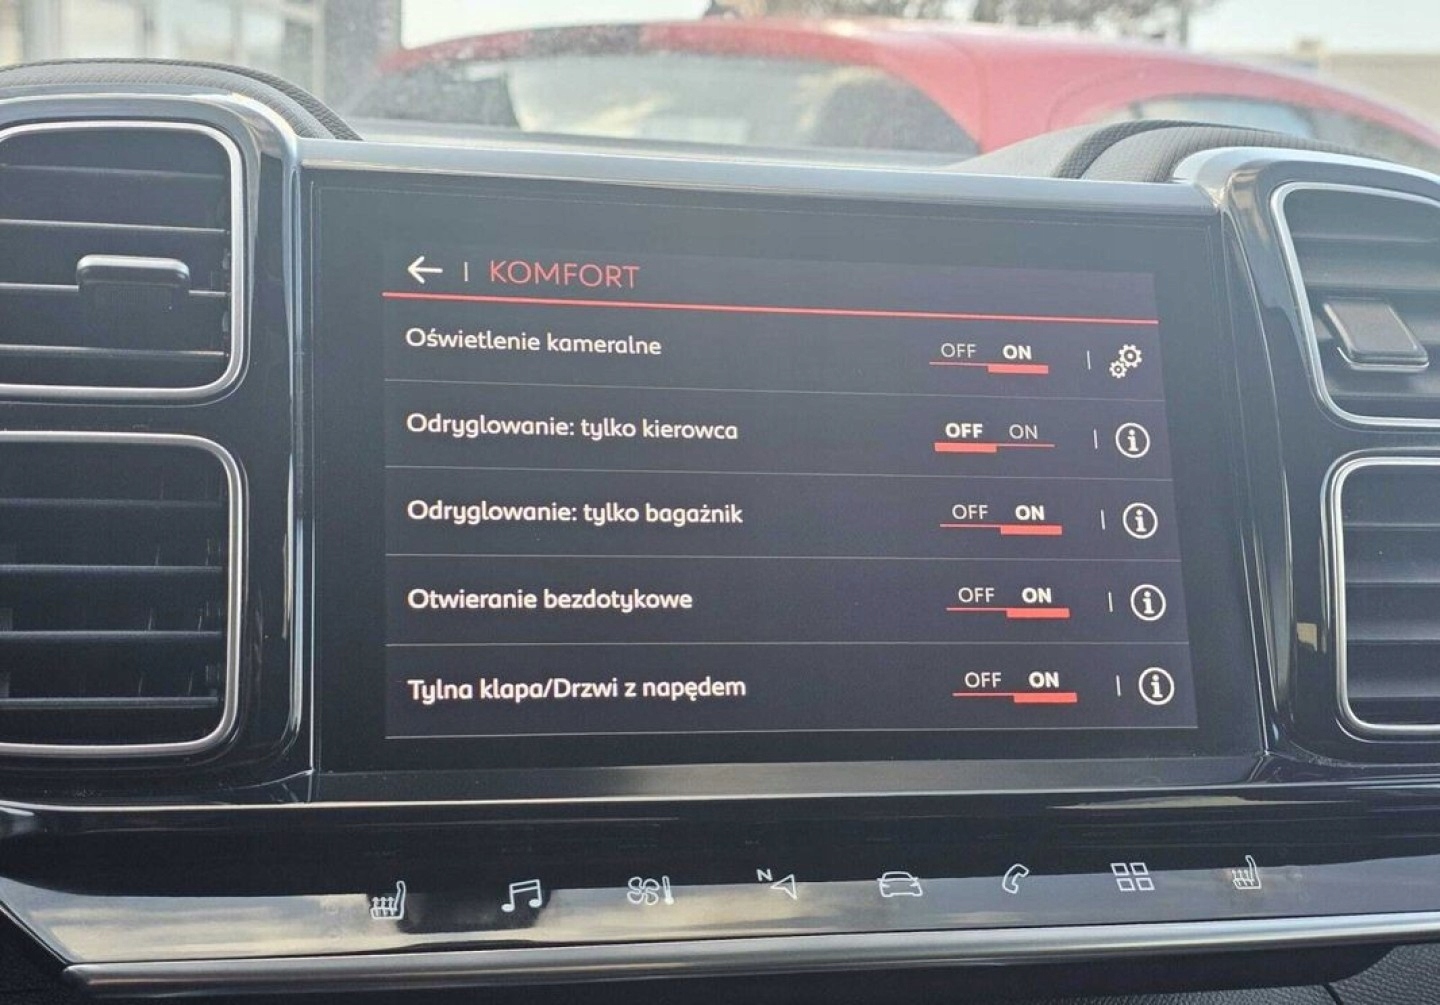 KOMFORT
Oświetlenie kameralne OFF ON
Odryglowanie: tylko kierowca OFF ON
Odryglowanie: tylko bagażnik OFF ON
Otwieranie bezdotykowe OFF ON
Tylna klapa/Drzwi z napędem OFF ON
N